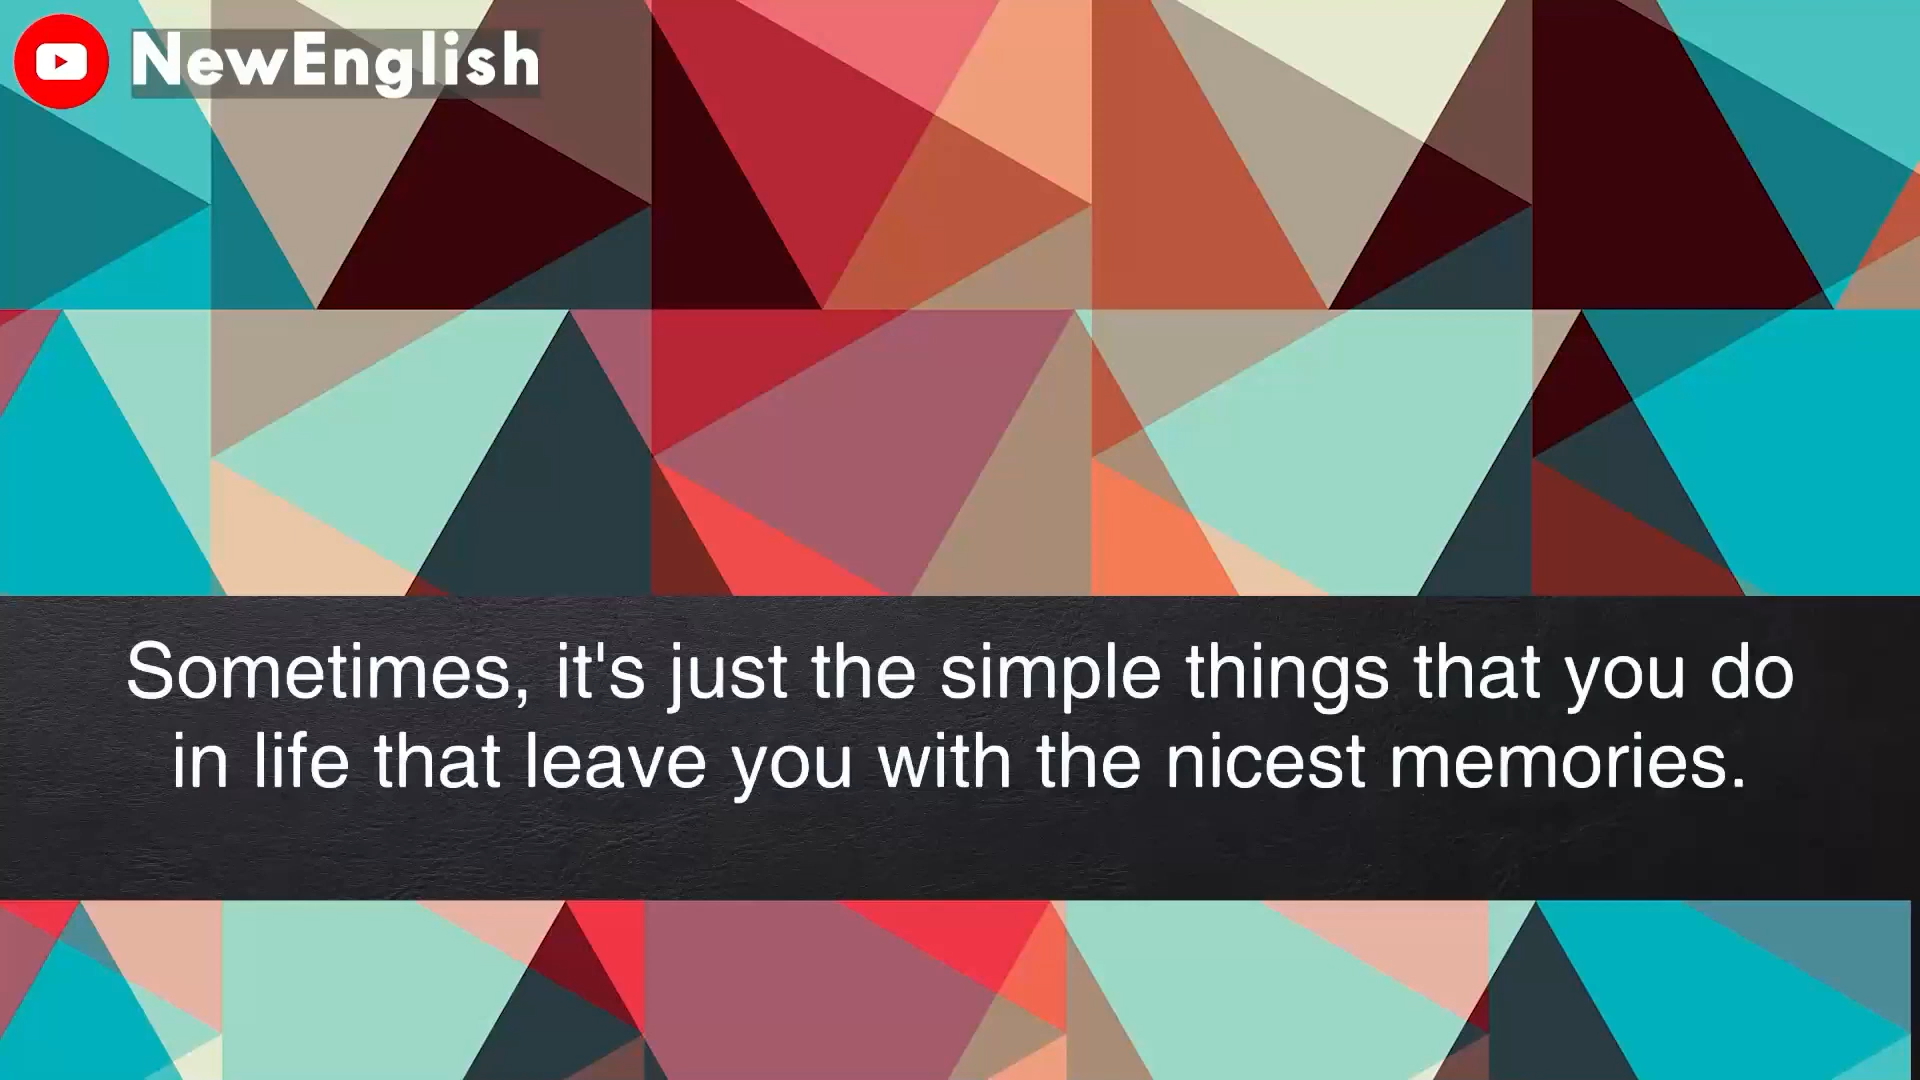 NewEnglish
Sometimes, it's just the simple things that you do
in life that leave you with the nicest memories.